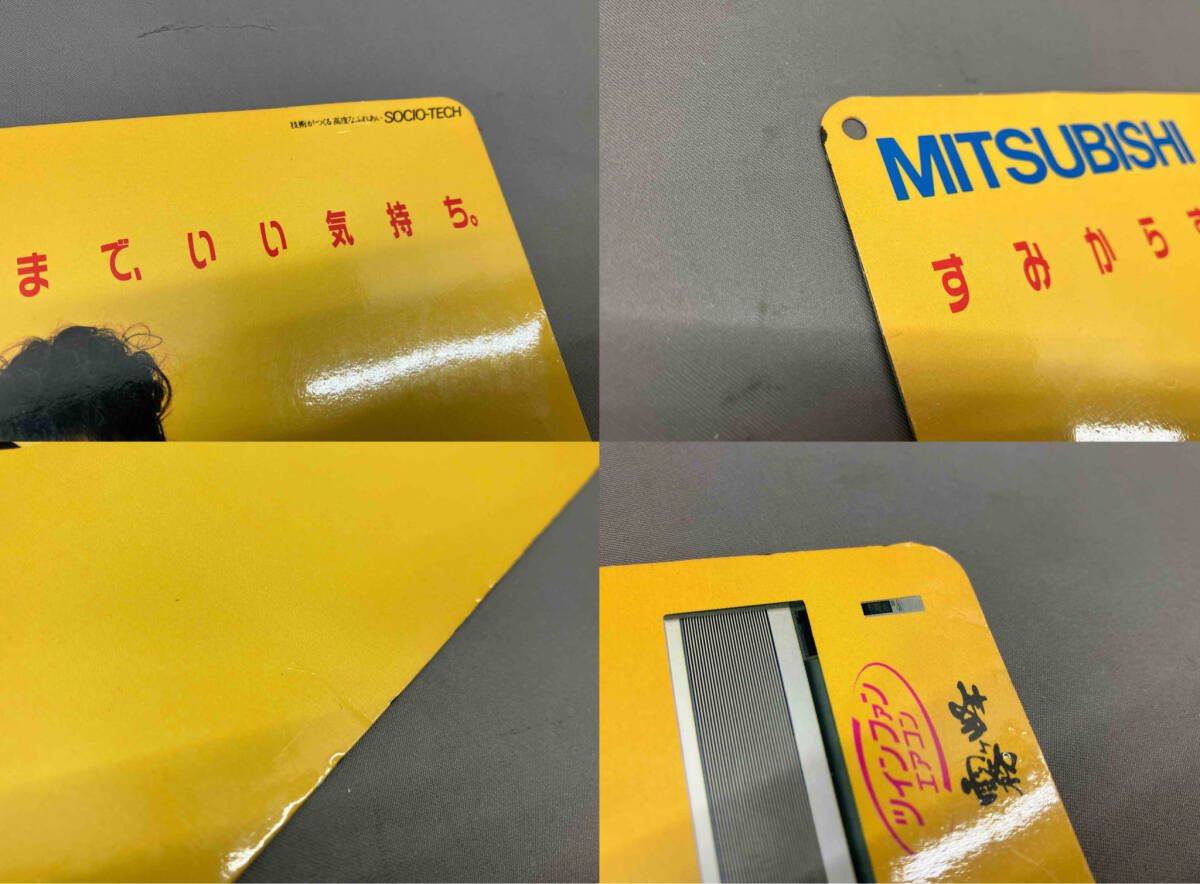 技術がつくる高度なふれあい SOCIO-TECH
まで、いい気持ち。
MITSUBISHI
すみからす
ツインファン
エアコン
霧ヶ峰